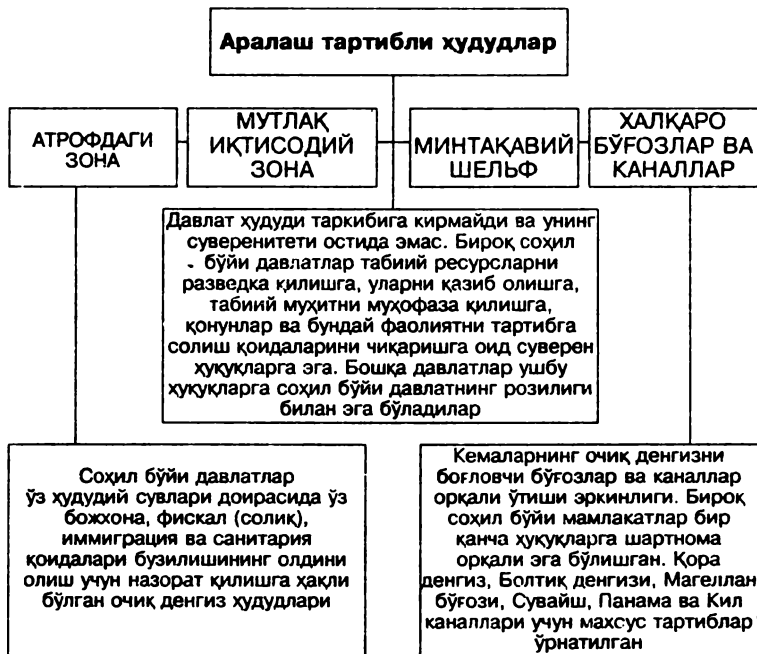 Аралаш тартибли ҳудудлар
АТРОФДАГИ
ЗОНА
МУТЛАҚ
ИҚТИСОДИЙ
ЗОНА
МИНТАҚАВИЙ
ШЕЛЬФ
ХАЛҚАРО
БЎҒОЗЛАР ВА
КАНАЛЛАР
Давлат ҳудуди таркибига кирмайди ва унинг
суверенитети остида эмас. Бироқ соҳил
бўйи давлатлар табиий ресурсларни
разведка қилишга, уларни қазиб олишга,
табиий муҳитни муҳофаза қилишга,
қонунлар ва бундай фаолиятни тартибга
солиш қоидаларини чиқаришга оид суверен
ҳуқуқларга эга. Бошқа давлатлар ушбу
ҳуқуқларга соҳил бўйи давлатнинг розилиги
билан эга бўладилар
Соҳил бўйи давлатлар
ўз ҳудудий сувлари доирасида ўз
божхона, фискал (солиқ),
иммиграция ва санитария
қоидалари бузилишининг олдини
олиш учун назорат қилишга ҳақли
бўлган очиқ денгиз ҳудудлари
Кемаларнинг очиқ денгизни
боғловчи бўғозлар ва каналлар
орқали ўтиши эркинлиги. Бироқ
соҳил бўйи мамлакатлар бир
қанча ҳуқуқларга шартнома
орқали эга бўлишган. Қора
денгиз, Болтиқ денгизи, Магеллан
бўғози, Сувайш, Панама ва Кил
каналлари учун махсус тартиблар
ўрнатилган